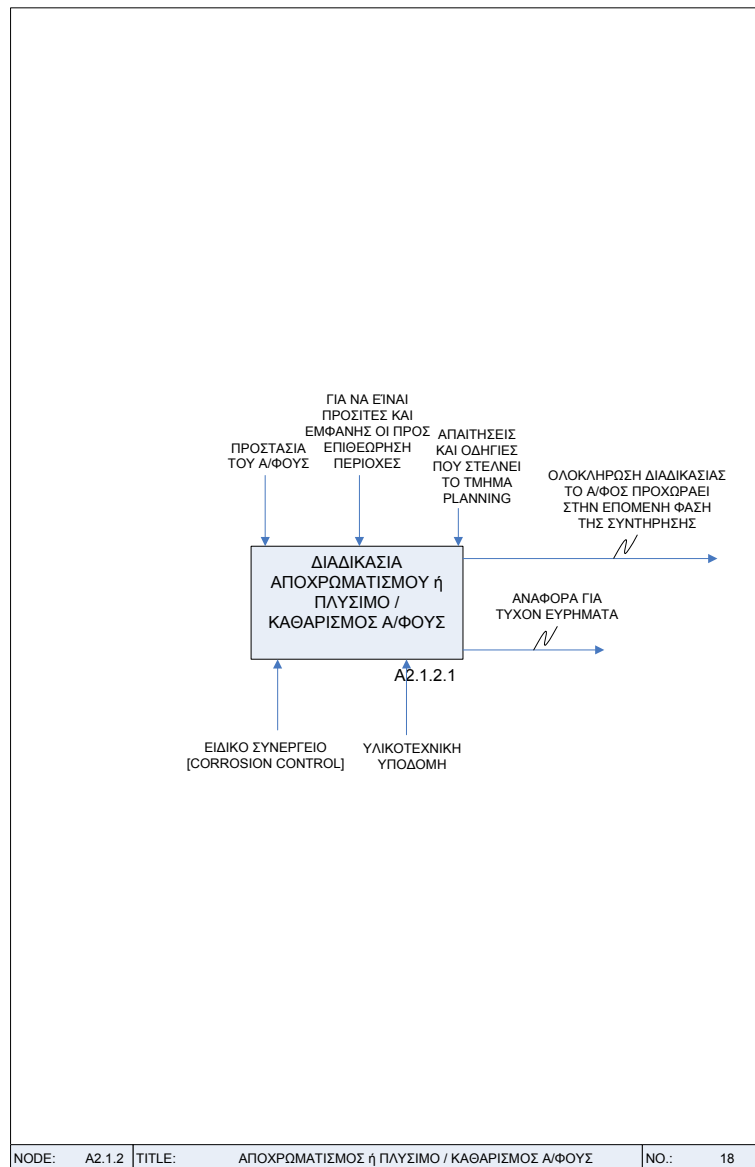 ΠΡΟΣΤΑΣΙΑ
ΤΟΥ Α/ΦΟΥΣ
ΓΙΑ ΝΑ ΕΊΝΑΙ
ΠΡΟΣΙΤΕΣ ΚΑΙ
ΕΜΦΑΝΗΣ ΟΙ ΠΡΟΣ
ΕΠΙΘΕΩΡΗΣΗ
ΠΕΡΙΟΧΕΣ
ΑΠΑΙΤΗΣΕΙΣ
ΚΑΙ ΟΔΗΓΙΕΣ
ΠΟΥ ΣΤΕΛΝΕΙ
ΤΟ ΤΜΗΜΑ
PLANNING
ΟΛΟΚΛΗΡΩΣΗ ΔΙΑΔΙΚΑΣΙΑΣ
ΤΟ Α/ΦΟΣ ΠΡΟΧΩΡΑΕΙ
ΣΤΗΝ ΕΠΟΜΕΝΗ ΦΑΣΗ
ΤΗΣ ΣΥΝΤΗΡΗΣΗΣ
ΔΙΑΔΙΚΑΣΙΑ
ΑΠΟΧΡΩΜΑΤΙΣΜΟΥ ή
ΠΛΥΣΙΜΟ /
ΚΑΘΑΡΙΣΜΟΣ Α/ΦΟΥΣ
ΑΝΑΦΟΡΑ ΓΙΑ
ΤΥΧΟΝ ΕΥΡΗΜΑΤΑ
A2.1.2.1
ΕΙΔΙΚΟ ΣΥΝΕΡΓΕΙΟ
[CORROSION CONTROL]
ΥΛΙΚΟΤΕΧΝΙΚΗ
ΥΠΟΔΟΜΗ
NODE: A2.1.2 TITLE: ΑΠΟΧΡΩΜΑΤΙΣΜΟΣ ή ΠΛΥΣΙΜΟ / ΚΑΘΑΡΙΣΜΟΣ Α/ΦΟΥΣ NO.: 18